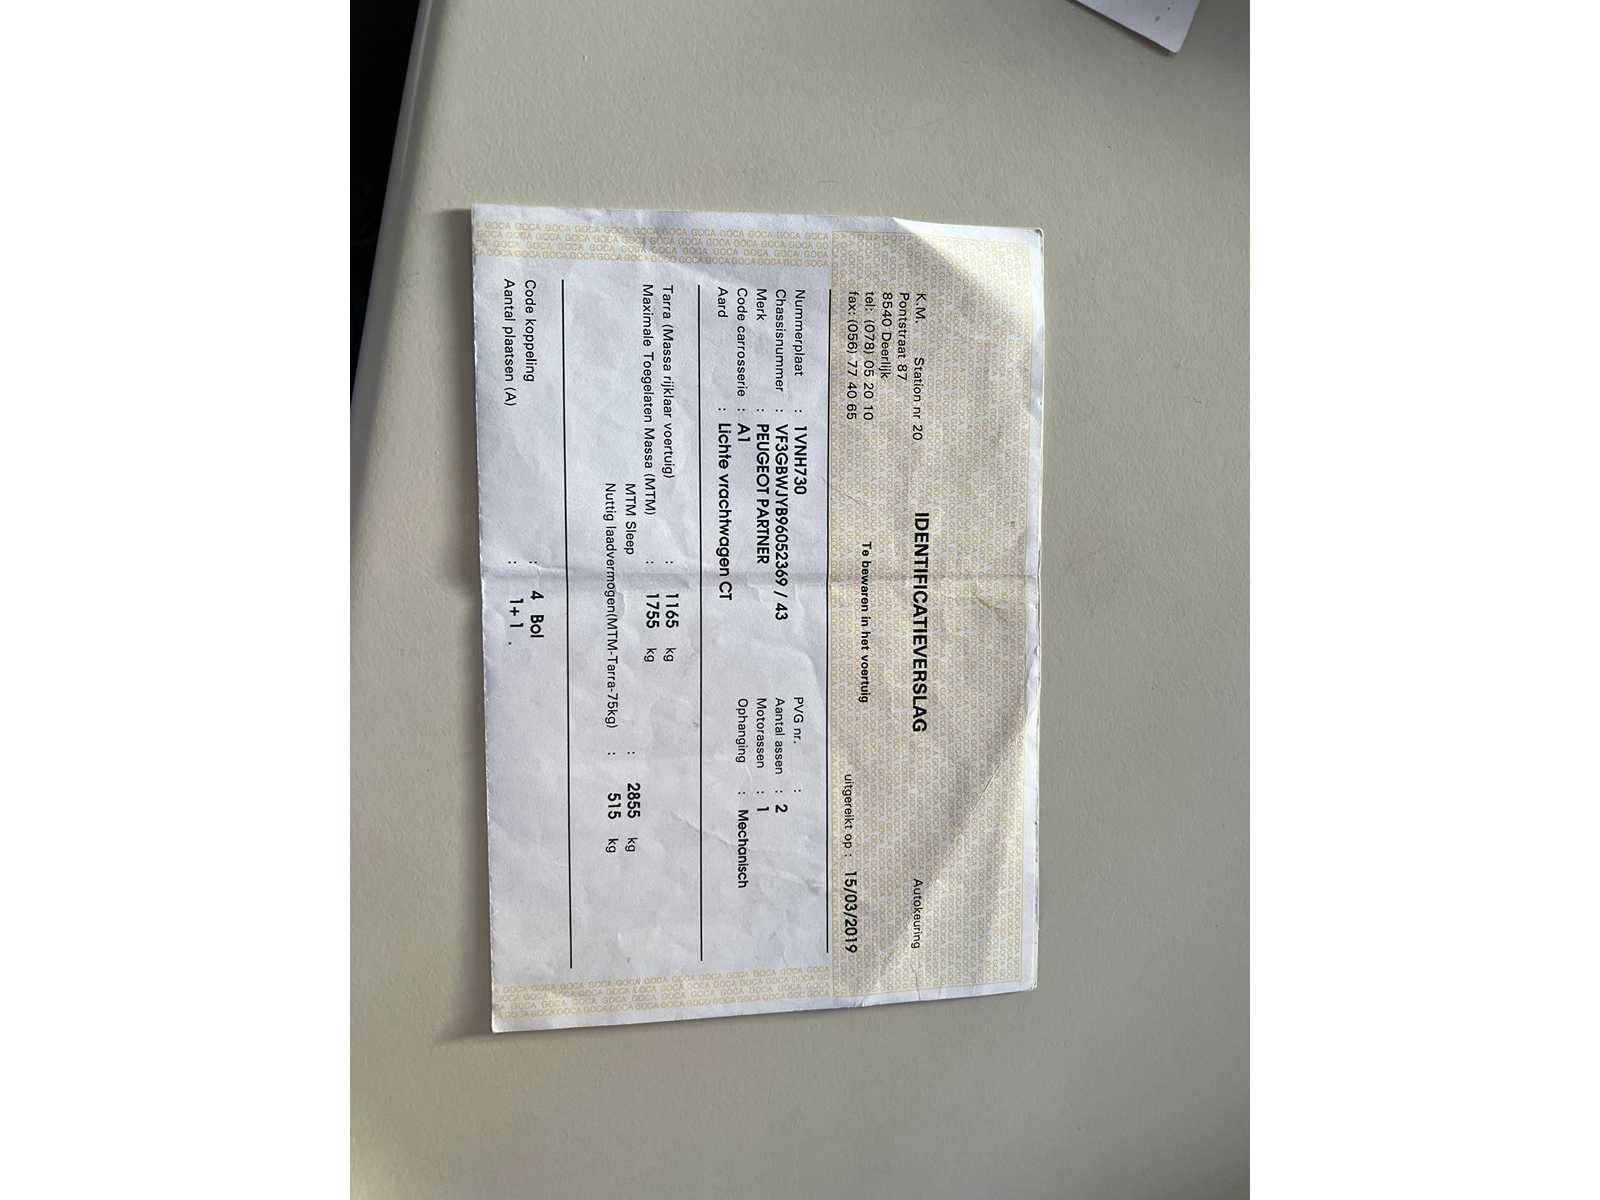 K.M. Station nr 20 IDENTIFICATIEVERSLAG Autokeuring
Pontstraat 87
8540 Deerlijk
tel: (078) 05 20 10 Te bewaren in het voertuig
fax: (056) 77 40 65 uitgereikt op : 15/03/2019
Nummerplaat : 1VNH730 PVG nr. :
Chassisnummer : VF3GBWJYB96052369 / 43 Aantal assen : 2
Merk : PEUGEOT PARTNER Motorassen : 1
Code carrosserie : A1 Ophanging : Mechanisch
Aard : Lichte vrachtwagen CT
Tarra (Massa rijklaar voertuig) : 1165 kg
Maximale Toegelaten Massa (MTM) : 1755 kg
MTM Sleep : 2855 kg
Nuttig laadvermogen(MTM-Tarra-75kg) : 515 kg
Code koppeling : 4 Bol
Aantal plaatsen (A) : 1+1 .